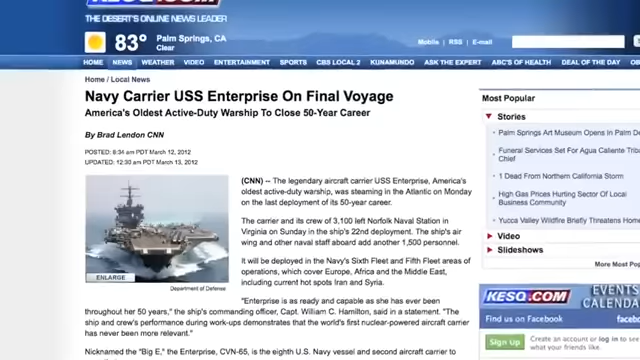 KESQ.COM
THE DESERT'S ONLINE NEWS LEADER
83° Palm Springs, CA
Clear
Mobile | RSS | E-mail
HOME NEWS WEATHER VIDEO ENTERTAINMENT SPORTS CBS LOCAL 2 KUNAMUNDO ASK THE EXPERT ABC'S OF HEALTH DEAL OF THE DAY
Home / Local News
Navy Carrier USS Enterprise On Final Voyage
America's Oldest Active-Duty Warship To Close 50-Year Career
By Brad Lendon CNN
POSTED: 8:34 am PDT March 12, 2012
UPDATED: 12:30 am PDT March 13, 2012
(CNN) -- The legendary aircraft carrier USS Enterprise, America's
oldest active-duty warship, was steaming in the Atlantic on Monday
on the last deployment of its 50-year career.
The carrier and its crew of 3,100 left Norfolk Naval Station in
Virginia on Sunday in the ship's 22nd deployment. The ship's air
wing and other naval staff aboard add another 1,500 personnel.
It will be deployed in the Navy's Sixth Fleet and Fifth Fleet areas of
operations, which cover Europe, Africa and the Middle East,
including current hot spots Iran and Syria.
ENLARGE
Department of Defense
"Enterprise is as ready and capable as she has ever been
throughout her 50 years," the ship's commanding officer, Capt. William C. Hamilton, said in a statement. "The
ship and crew's performance during work-ups demonstrates that the world's first nuclear-powered aircraft carrier
has never been more relevant."
Nicknamed the "Big E," the Enterprise, CVN-65, is the eighth U.S. Navy vessel and second aircraft carrier to
Most Popular
Stories
Palm Springs Art Museum Opens in Palm De
Funeral Services Set For Agua Caliente Triba
Chief
1 Dead From Northern California Storm
High Gas Prices Hurting Sector Of Local
Business Community
Yucca Valley Wildfire Briefly Threatens Home
Video
Slideshows
More Most Pop
KESQ.COM EVENTS
CALENDA
Find us on Facebook
facebo
Sign Up Create an account or log in to see
what your friends like.